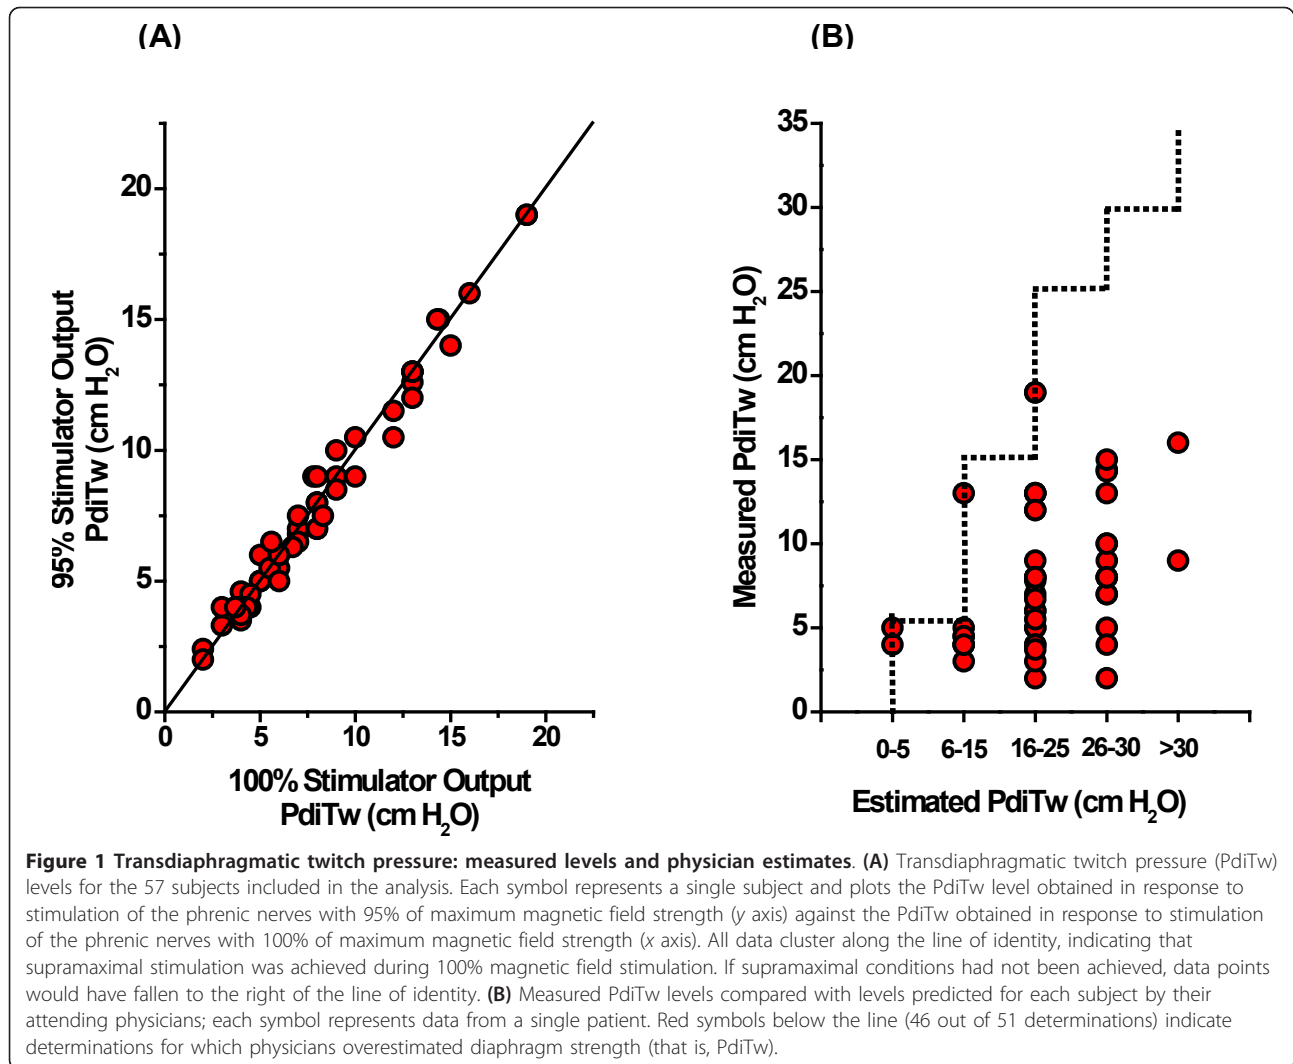 (A)
(B)
95% Stimulator Output
PdiTw (cm H2O)
20
15
10
5
0
0
5
10
15
20
100% Stimulator Output
PdiTw (cm H2O)
Measured PdiTw (cm H2O)
35
30
25
20
15
10
5
0
0-5
6-15
16-25
26-30
>30
Estimated PdiTw (cm H2O)
Figure 1 Transdiaphragmatic twitch pressure: measured levels and physician estimates. (A) Transdiaphragmatic twitch pressure (PdiTw)
levels for the 57 subjects included in the analysis. Each symbol represents a single subject and plots the PdiTw level obtained in response to
stimulation of the phrenic nerves with 95% of maximum magnetic field strength (y axis) against the PdiTw obtained in response to stimulation
of the phrenic nerves with 100% of maximum magnetic field strength (x axis). All data cluster along the line of identity, indicating that
supramaximal stimulation was achieved during 100% magnetic field stimulation. If supramaximal conditions had not been achieved, data points
would have fallen to the right of the line of identity. (B) Measured PdiTw levels compared with levels predicted for each subject by their
attending physicians; each symbol represents data from a single patient. Red symbols below the line (46 out of 51 determinations) indicate
determinations for which physicians overestimated diaphragm strength (that is, PdiTw).